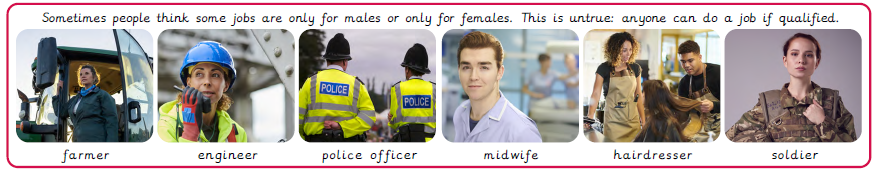 Sometimes people think some jobs are only for males or only for females. This is untrue: anyone can do a job if qualified.
POLICE POLICE
farmer engineer police officer midwife hairdresser soldier